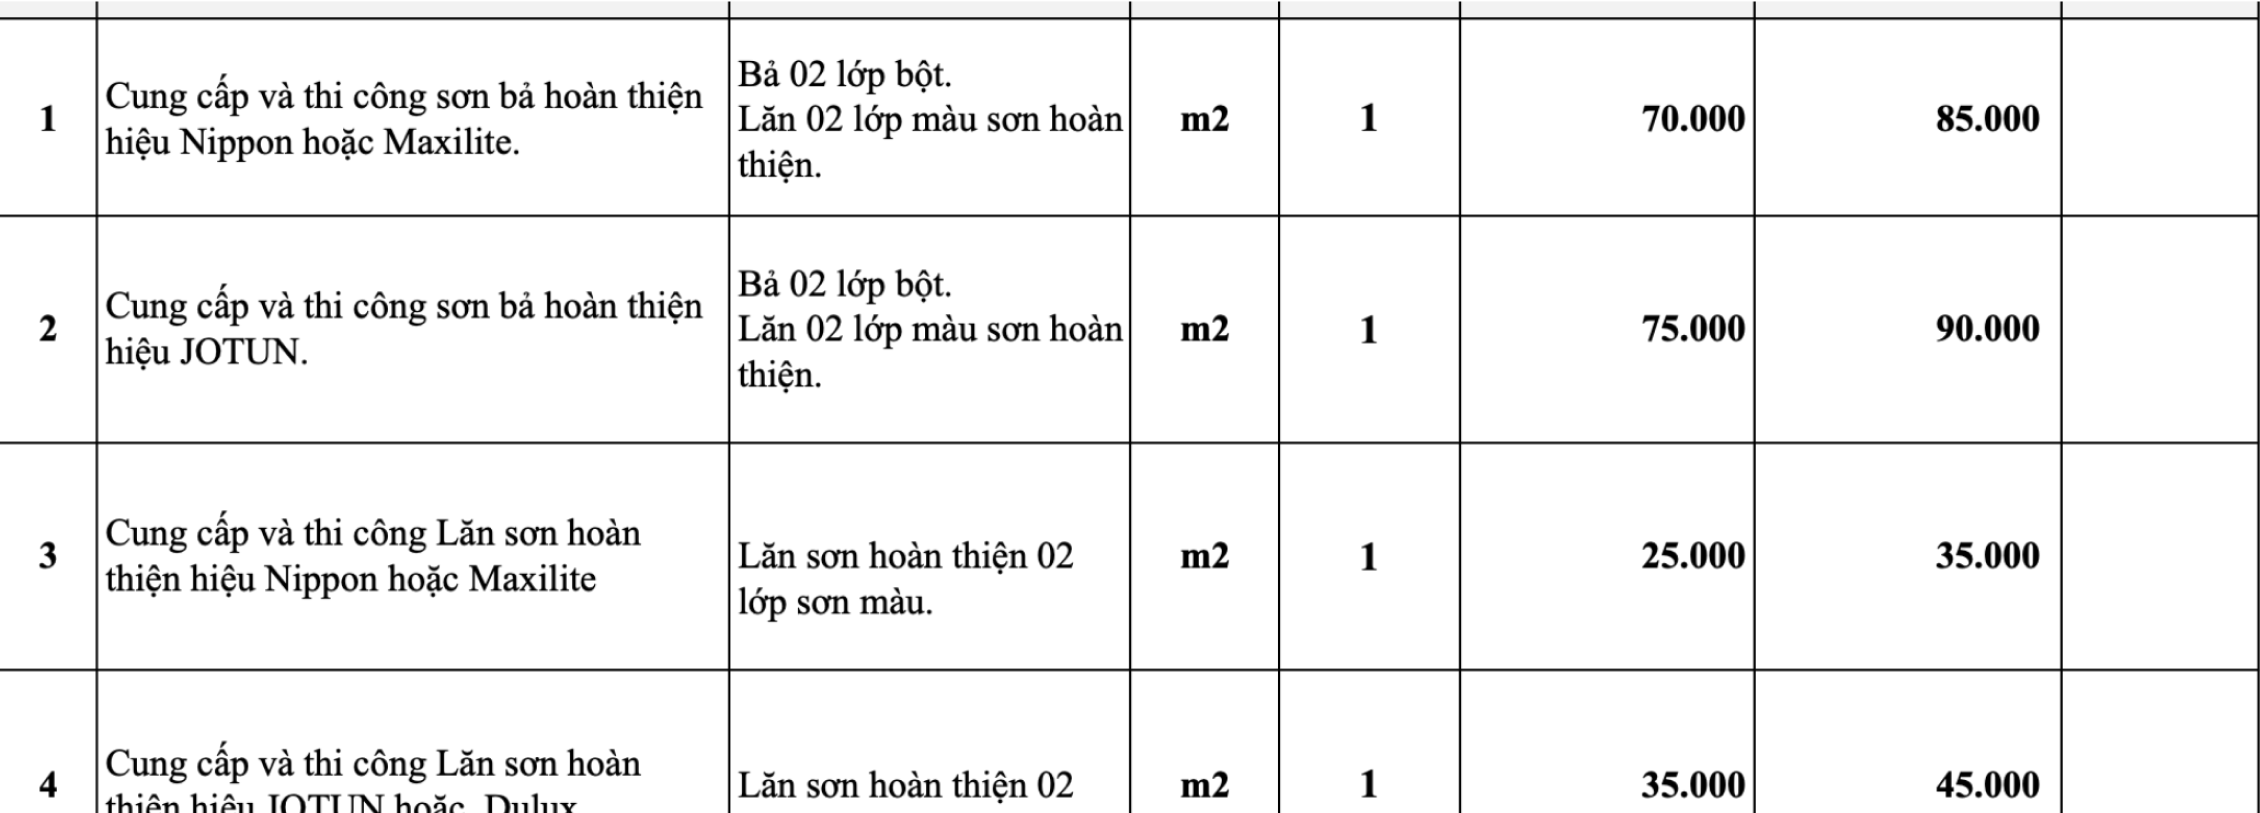 1
Cung cấp và thi công sơn bả hoàn thiện
hiệu Nippon hoặc Maxilite.
Bả 02 lớp bột.
Lăn 02 lớp màu sơn hoàn
thiện.
m2
1
70.000
85.000
2
Cung cấp và thi công sơn bả hoàn thiện
hiệu JOTUN.
Bả 02 lớp bột.
Lăn 02 lớp màu sơn hoàn
thiện.
m2
1
75.000
90.000
3
Cung cấp và thi công Lăn sơn hoàn
thiện hiệu Nippon hoặc Maxilite
Lăn sơn hoàn thiện 02
lớp sơn màu.
m2
1
25.000
35.000
4
Cung cấp và thi công Lăn sơn hoàn
thiện hiệu JOTUN hoặc Dulux
Lăn sơn hoàn thiện 02
m2
1
35.000
45.000